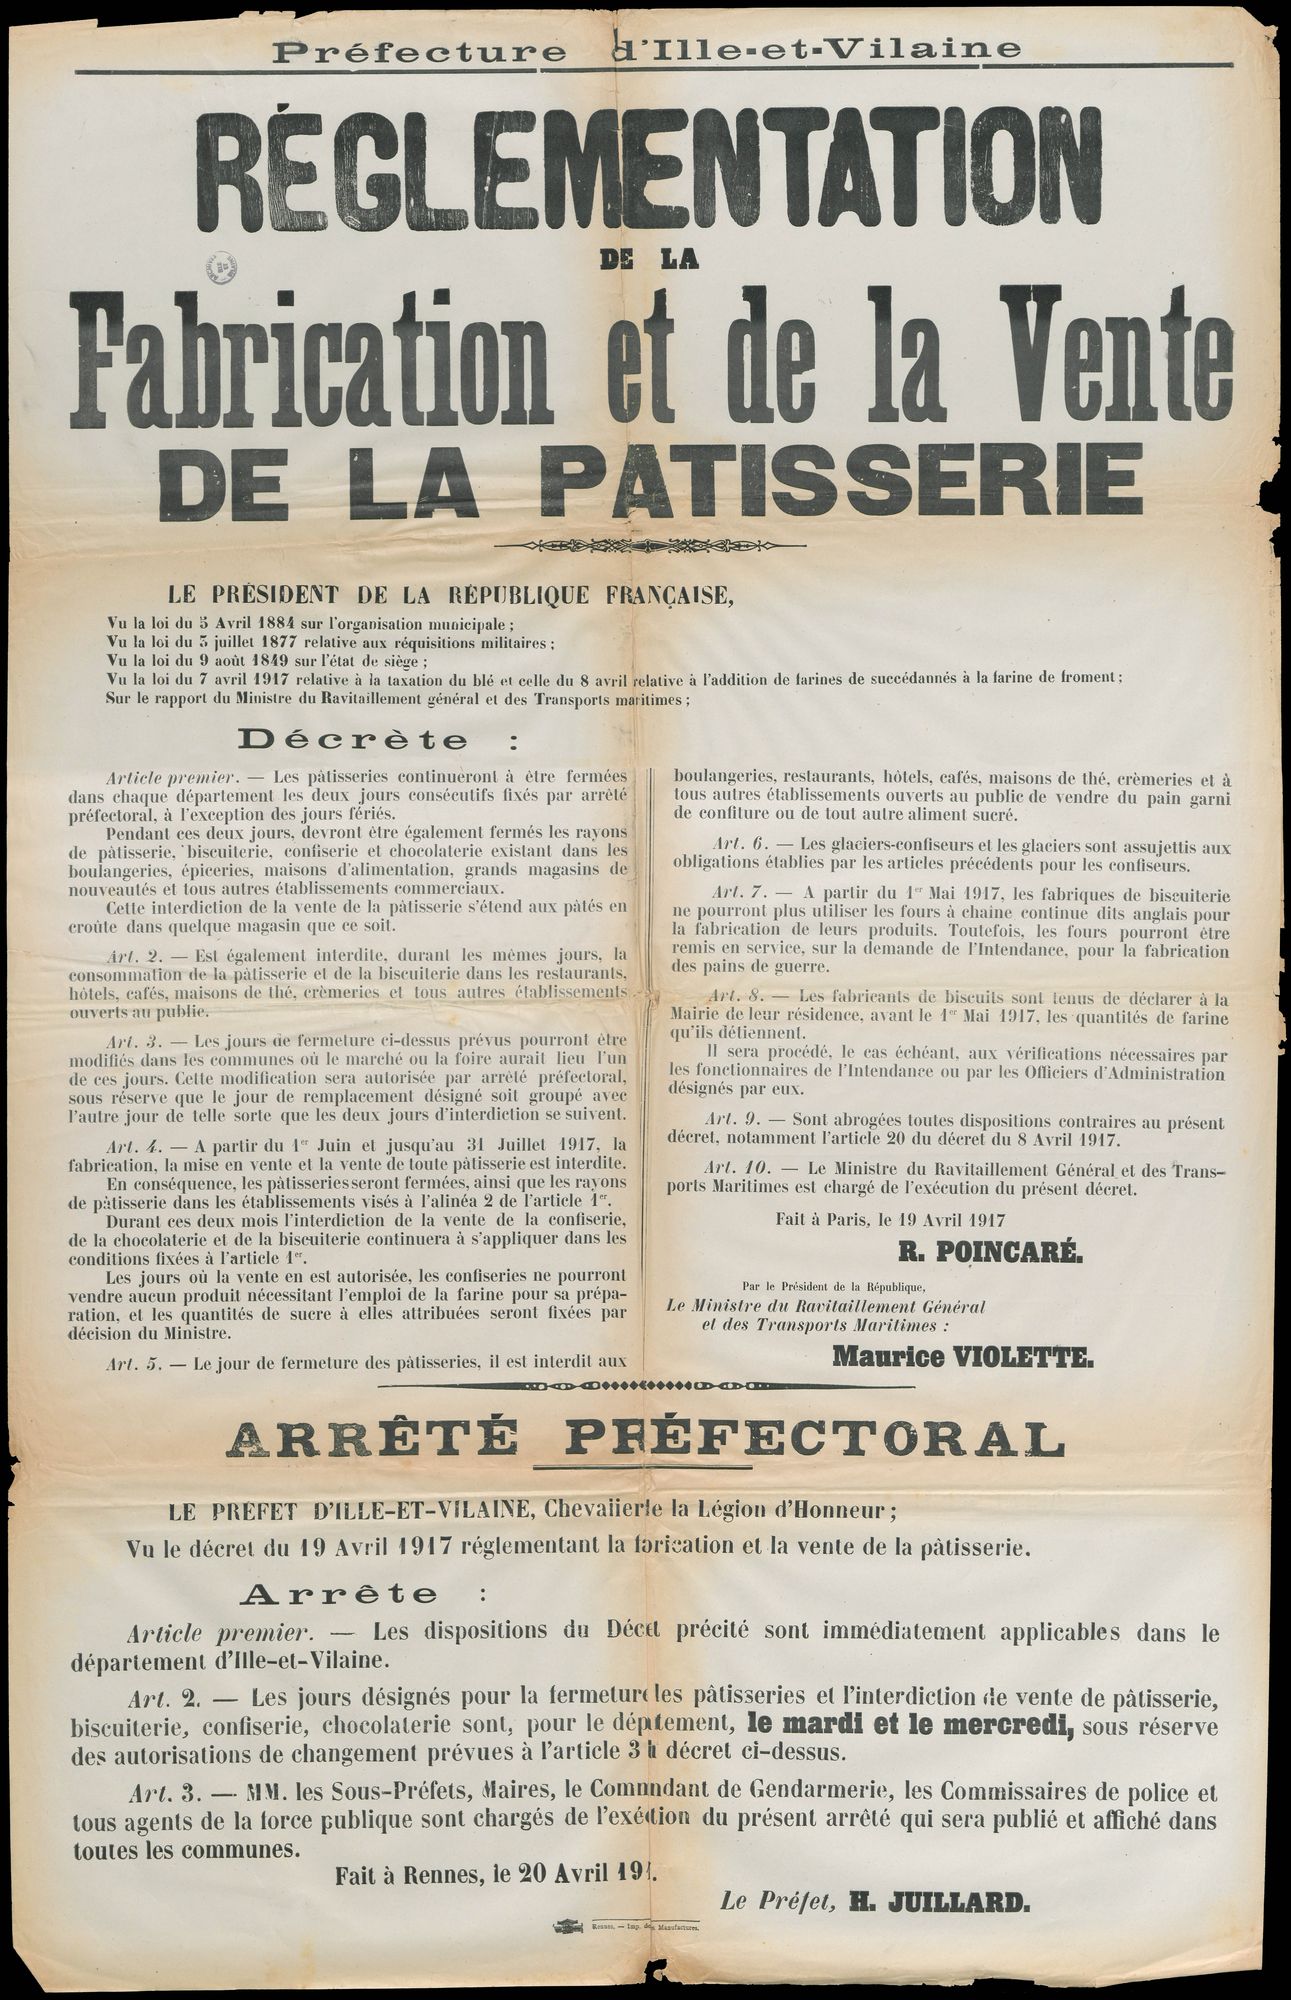 Préfecture d'Ille-et-Vilaine
RÉGLEMENTATION
DE LA
Fabrication et de la Vente
DE LA PATISSERIE
LE PRÉSIDENT DE LA RÉPUBLIQUE FRANÇAISE,
Vu la loi du 5 Avril 1884 sur l'organisation municipale ;
Vu la loi du 3 juillet 1877 relative aux réquisitions militaires ;
Vu la loi du 9 août 1849 sur l'état de siège ;
Vu la loi du 7 avril 1917 relative à la taxation du blé et celle du 8 avril relative à l'addition de farines de succédannés à la farine de froment ;
Sur le rapport du Ministre du Ravitaillement général et des Transports maritimes ;
Décrète :
Article premier. — Les pâtisseries continueront à être fermées
dans chaque département les deux jours consécutifs fixés par arrêté
préfectoral, à l'exception des jours fériés.
Pendant ces deux jours, devront être également fermés les rayons
de pâtisserie, biscuiterie, confiserie et chocolaterie existant dans les
boulangeries, épiceries, maisons d'alimentation, grands magasins de
nouveautés et tous autres établissements commerciaux.
Cette interdiction de la vente de la pâtisserie s'étend aux pâtés en
croûte dans quelque magasin que ce soit.
Art. 2. — Est également interdite, durant les mêmes jours, la
consommation de la pâtisserie et de la biscuiterie dans les restaurants,
hôtels, cafés, maisons de thé, crèmeries et tous autres établissements
ouverts au public.
Art. 3. — Les jours de fermeture ci-dessus prévus pourront être
modifiés dans les communes où le marché ou la foire aurait lieu l'un
de ces jours. Cette modification sera autorisée par arrêté préfectoral,
sous réserve que le jour de remplacement désigné soit groupé avec
l'autre jour de telle sorte que les deux jours d'interdiction se suivent.
Art. 4. — A partir du 1er Juin et jusqu'au 31 Juillet 1917, la
fabrication, la mise en vente et la vente de toute pâtisserie est interdite.
En conséquence, les pâtisseries seront fermées, ainsi que les rayons
de pâtisserie dans les établissements visés à l'alinéa 2 de l'article 1er.
Durant ces deux mois l'interdiction de la vente de la confiserie,
de la chocolaterie et de la biscuiterie continuera à s'appliquer dans les
conditions fixées à l'article 1er.
Les jours où la vente en est autorisée, les confiseries ne pourront
vendre aucun produit nécessitant l'emploi de la farine pour sa prépa-
ration, et les quantités de sucre à elles attribuées seront fixées par
décision du Ministre.
Art. 5. — Le jour de fermeture des pâtisseries, il est interdit aux
boulangeries, restaurants, hôtels, cafés, maisons de thé, crèmeries et à
tous autres établissements ouverts au public de vendre du pain garni
de confiture ou de tout autre aliment sucré.
Art. 6. — Les glaciers-confiseurs et les glaciers sont assujettis aux
obligations établies par les articles précédents pour les confiseurs.
Art. 7. — A partir du 1er Mai 1917, les fabriques de biscuiterie
ne pourront plus utiliser les fours à chaîne continue dits anglais pour
la fabrication de leurs produits. Toutefois, les fours pourront être
remis en service, sur la demande de l'Intendance, pour la fabrication
des pains de guerre.
Art. 8. — Les fabricants de biscuits sont tenus de déclarer à la
Mairie de leur résidence, avant le 1er Mai 1917, les quantités de farine
qu'ils détiennent.
Il sera procédé, le cas échéant, aux vérifications nécessaires par
les fonctionnaires de l'Intendance ou par les Officiers d'Administration
désignés par eux.
Art. 9. — Sont abrogées toutes dispositions contraires au présent
décret, notamment l'article 20 du décret du 8 Avril 1917.
Art. 10. — Le Ministre du Ravitaillement Général et des Trans-
ports Maritimes est chargé de l'exécution du présent décret.
Fait à Paris, le 19 Avril 1917
R. POINCARÉ.
Par le Président de la République,
Le Ministre du Ravitaillement Général
et des Transports Maritimes :
Maurice VIOLETTE.
ARRÊTÉ PRÉFECTORAL
LE PRÉFET D'ILLE-ET-VILAINE, Chevalier de la Légion d'Honneur ;
Vu le décret du 19 Avril 1917 réglementant la farication et la vente de la pâtisserie.
Arrête :
Article premier. — Les dispositions du Décret précité sont immédiatement applicables dans le
département d'Ille-et-Vilaine.
Art. 2. — Les jours désignés pour la fermeture des pâtisseries et l'interdiction de vente de pâtisserie,
biscuiterie, confiserie, chocolaterie sont, pour le département, le mardi et le mercredi, sous réserve
des autorisations de changement prévues à l'article 3 du décret ci-dessus.
Art. 3. — MM. les Sous-Préfets, Maires, le Commandant de Gendarmerie, les Commissaires de police et
tous agents de la force publique sont chargés de l'exécution du présent arrêté qui sera publié et affiché dans
toutes les communes.
Fait à Rennes, le 20 Avril 191
Le Préfet, H. JUILLARD.
Rennes. — Imp. des Manufactures.